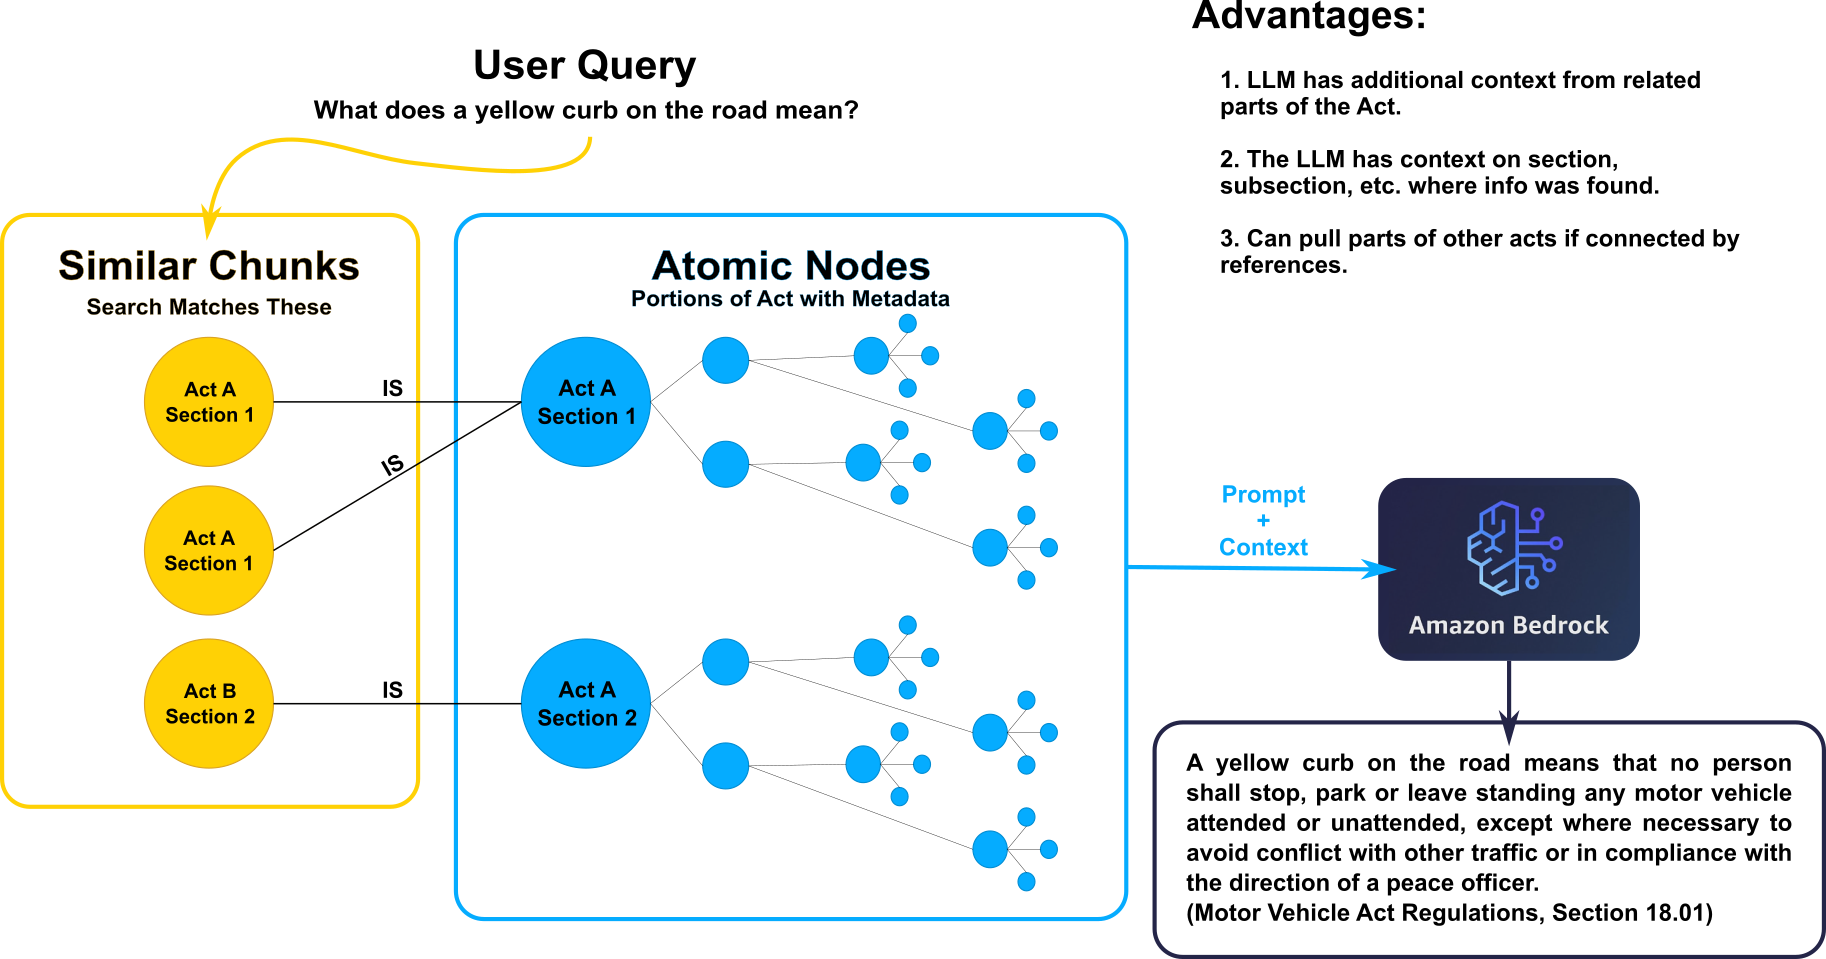 User Query
What does a yellow curb on the road mean?
Similar Chunks
Search Matches These
Act A
Section 1
IS
Act A
Section 1
IS
Act B
Section 2
IS
Atomic Nodes
Portions of Act with Metadata
Act A
Section 1
Act A
Section 2
Advantages:
1. LLM has additional context from related
parts of the Act.
2. The LLM has context on section,
subsection, etc. where info was found.
3. Can pull parts of other acts if connected by
references.
Prompt
+
Context
Amazon Bedrock
A yellow curb on the road means that no person
shall stop, park or leave standing any motor vehicle
attended or unattended, except where necessary to
avoid conflict with other traffic or in compliance with
the direction of a peace officer.
(Motor Vehicle Act Regulations, Section 18.01)